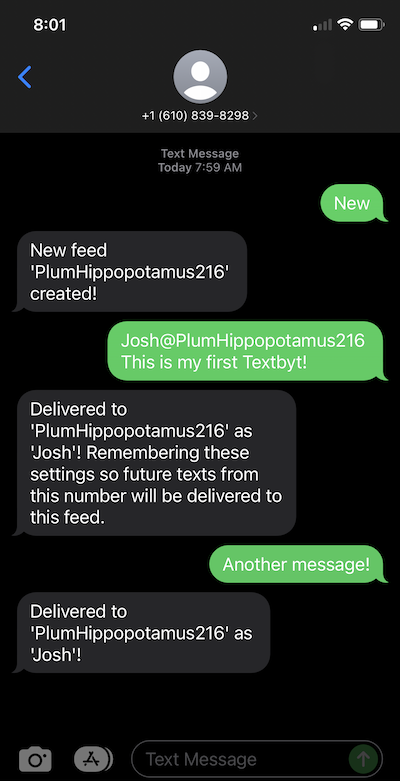 8:01
+1 (610) 839-8298
Text Message
Today 7:59 AM
New
New feed
'PlumHippopotamus216'
created!
Josh@PlumHippopotamus216
This is my first Textbyt!
Delivered to
'PlumHippopotamus216' as
'Josh'! Remembering these
settings so future texts from
this number will be delivered to
this feed.
Another message!
Delivered to
'PlumHippopotamus216' as
'Josh'!
Text Message